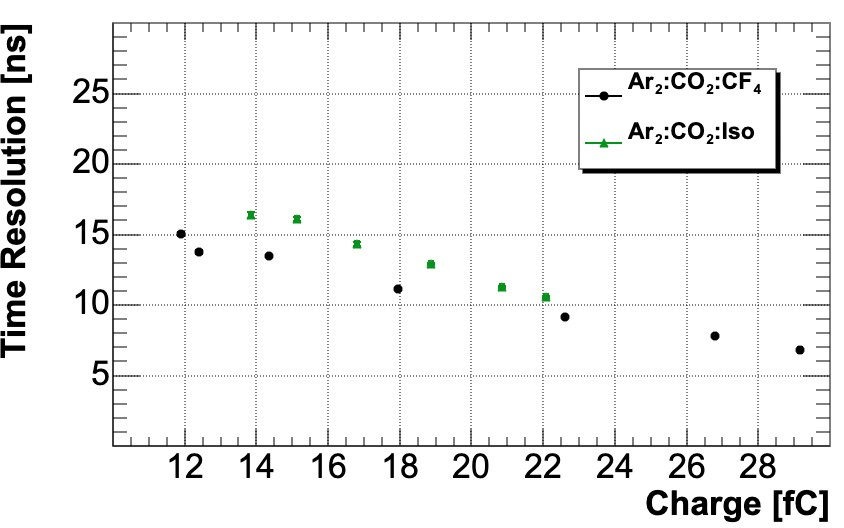 Time Resolution [ns]
25
20
15
10
5
Ar₂:CO₂:CF₄
Ar₂:CO₂:Iso
12 14 16 18 20 22 24 26 28
Charge [fC]